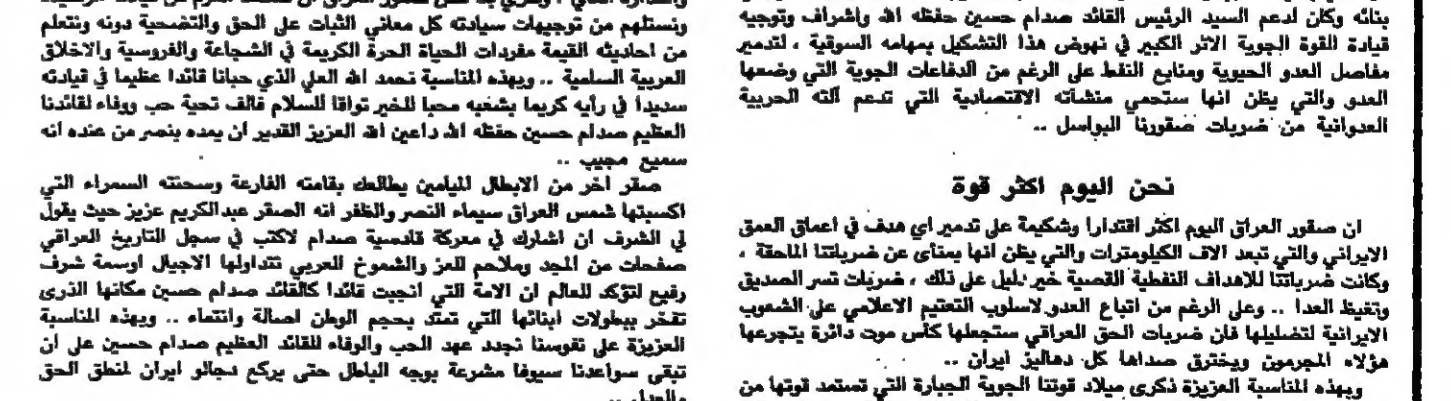 بنائه وكان لدعم السيد الرئيس القائد صدام حسين حفظه الله واشراف وتوجيه
قيادة القوة الجوية الاثر الكبير في نهوض هذا التشكيل بمهامه السوقية ، لتدمير
مفاصل العدو الحيوية ومنابع النفط على الرغم من الدفاعات الجوية التي وضعها
العدو والتي يظن انها ستحمي منشآته الاقتصادية التي تدعم آلته الحربية
العدوانية من ضربات صقورنا البواسل ..
نحن اليوم اكثر قوة
ان صقور العراق اليوم اكثر اقتدارا وشكيمة على تدمير اي هدف في اعماق العمق
الايراني والتي تبعد الاف الكيلومترات والتي يظن انها بمنأى عن ضرباتنا الماحقة ،
وكانت ضرباتنا للاهداف النفطية القصية خير دليل على ذلك ، ضربات تسر الصديق
وتغيظ العدا .. وعلى الرغم من اتباع العدو لاسلوب التعتيم الاعلامي على الشعوب
الايرانية لتضليلها فان ضربات الحق العراقي ستجعلها كأس موت دائرة يتجرعها
هؤلاء المجرمون ويخترق صداها كل دهاليز ايران ..
وبهذه المناسبة العزيزة ذكرى ميلاد قوتنا الجوية الجبارة التي تستمد قوتها من
ونستلهم من توجيهات سيادته كل معاني الثبات على الحق والتضحية دونه ونتعلم
من احاديثه القيمة مفردات الحياة الحرة الكريمة في الشجاعة والفروسية والاخلاق
العربية السامية .. وبهذه المناسبة نحمد الله العلي الذي حبانا قائدا عظيما في قيادته
سديدا في رأيه كريما بشعبه محبا للخير تواقا للسلام فالف تحية حب ووفاء لقائدنا
العظيم صدام حسين حفظه الله داعين الله العزيز القدير ان يمده بنصر من عنده انه
سميع مجيب ..
صقر اخر من الابطال الميامين يطالعك بقامته الفارعة وسحنته السمراء التي
اكسبتها شمس العراق سيماء النصر والظفر انه الصقر عبدالكريم عزيز حيث يقول
لي الشرف ان اشارك في معركة قادسية صدام لاكتب في سجل التاريخ العراقي
صفحات من المجد وملاحم للعز والشموخ العربي تتداولها الاجيال اوسمة شرف
رفيع لتؤكد للعالم ان الامة التي انجبت قائدا كالقائد صدام حسين مكانها الذرى
تفخر ببطولات ابنائها التي تمتد بحجم الوطن اصالة وانتماء .. وبهذه المناسبة
العزيزة على نفوسنا نجدد عهد الحب والوفاء للقائد العظيم صدام حسين على ان
تبقى سواعدنا سيوفا مشرعة بوجه الباطل حتى يركع دجالو ايران لمنطق الحق